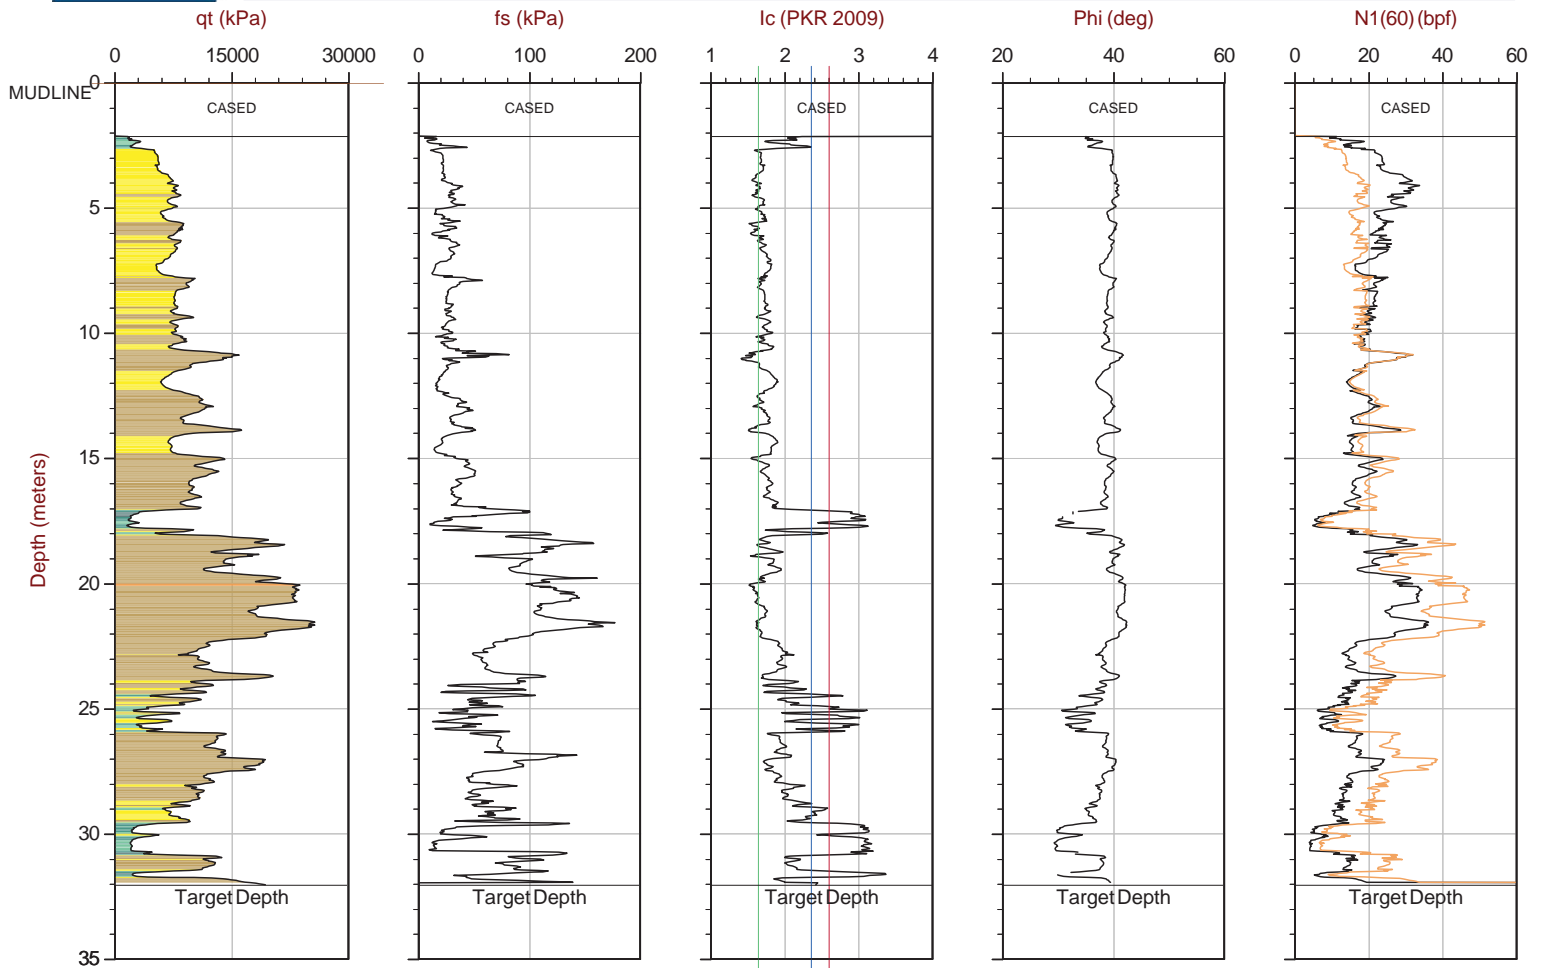 qt (kPa) fs (kPa) Ic (PKR 2009) Phi (deg) N1(60) (bpf)
0 15000 30000 0 100 200 1 2 3 4 20 40 60 0 20 40 60
0
MUDLINE
CASED CASED CASED CASED CASED
5
10
15
Depth (meters)
20
25
30
Target Depth Target Depth Target Depth Target Depth Target Depth
35